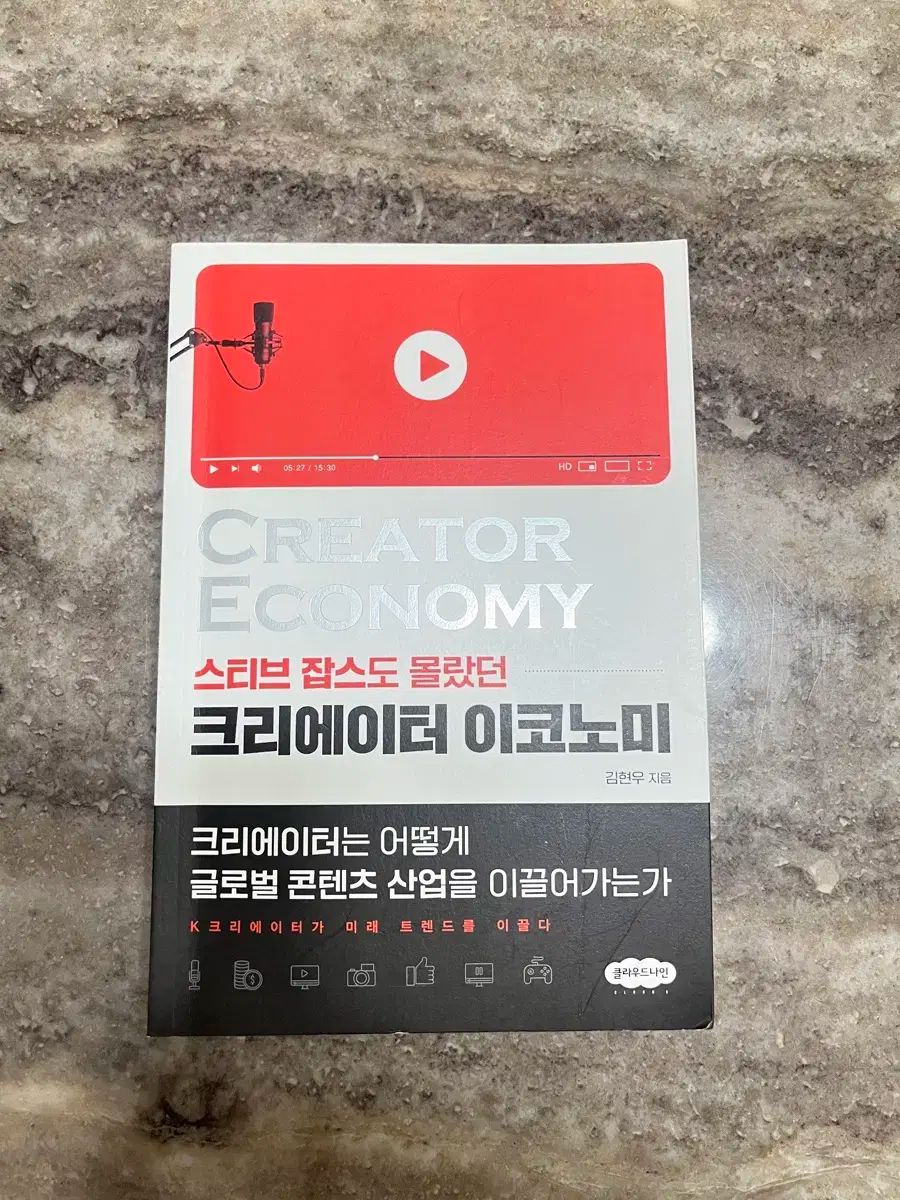 05:27 / 15:30
HD
CREATOR
ECONOMY
스티브 잡스도 몰랐던
크리에이터 이코노미
김현우 지음
크리에이터는 어떻게
글로벌 콘텐츠 산업을 이끌어가는가
K크리에이터가 미래 트렌드를 이끌다
클라우드나인
CLOUD 9